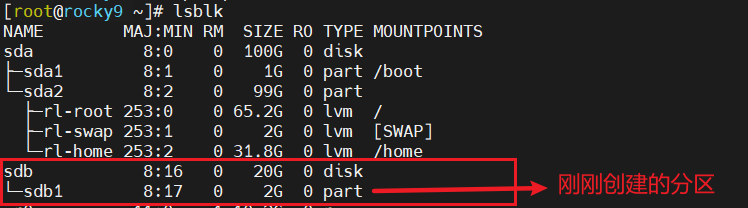 [root@rocky9 ~]# lsblk
NAME MAJ:MIN RM SIZE RO TYPE MOUNTPOINTS
sda 8:0 0 100G 0 disk
├─sda1 8:1 0 1G 0 part /boot
└─sda2 8:2 0 99G 0 part
├─rl-root 253:0 0 65.2G 0 lvm /
├─rl-swap 253:1 0 2G 0 lvm [SWAP]
└─rl-home 253:2 0 31.8G 0 lvm /home
sdb 8:16 0 20G 0 disk
└─sdb1 8:17 0 2G 0 part 刚刚创建的分区